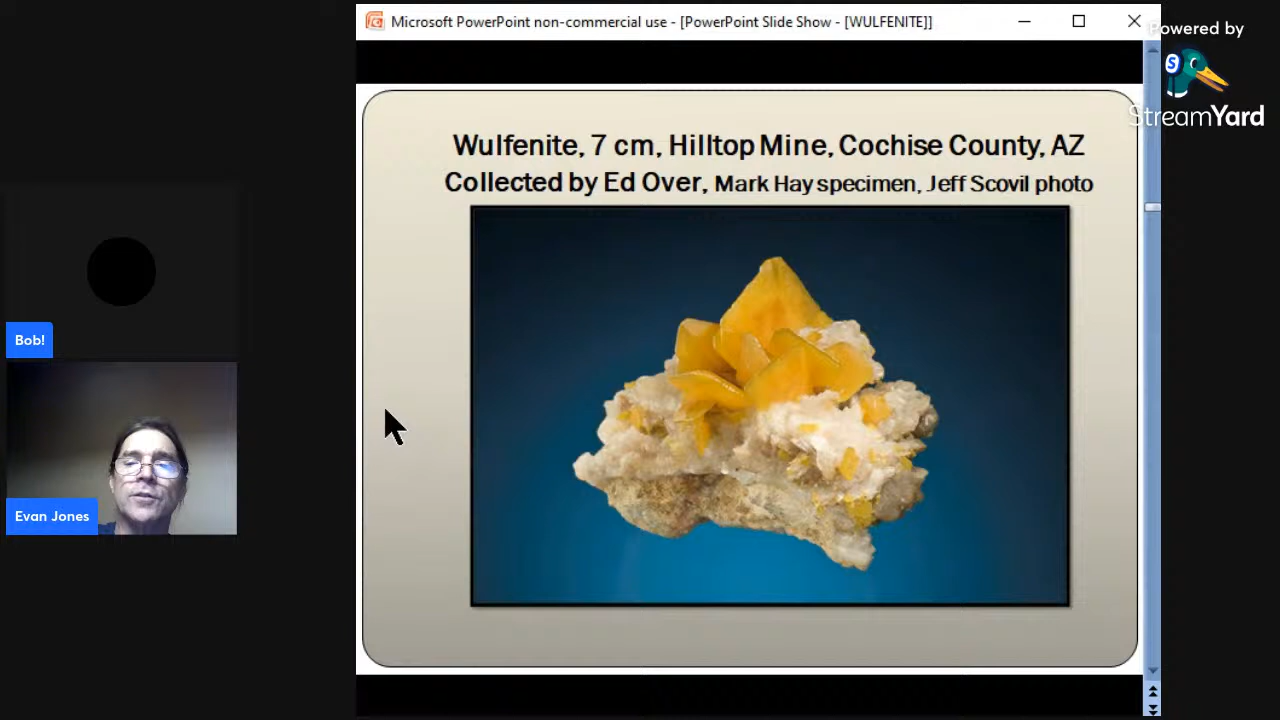 Microsoft PowerPoint non-commercial use - [PowerPoint Slide Show - [WULFENITE]]
Powered by
S
StreamYard
Wulfenite, 7 cm, Hilltop Mine, Cochise County, AZ
Collected by Ed Over, Mark Hay specimen, Jeff Scovil photo
Bob!
Evan Jones